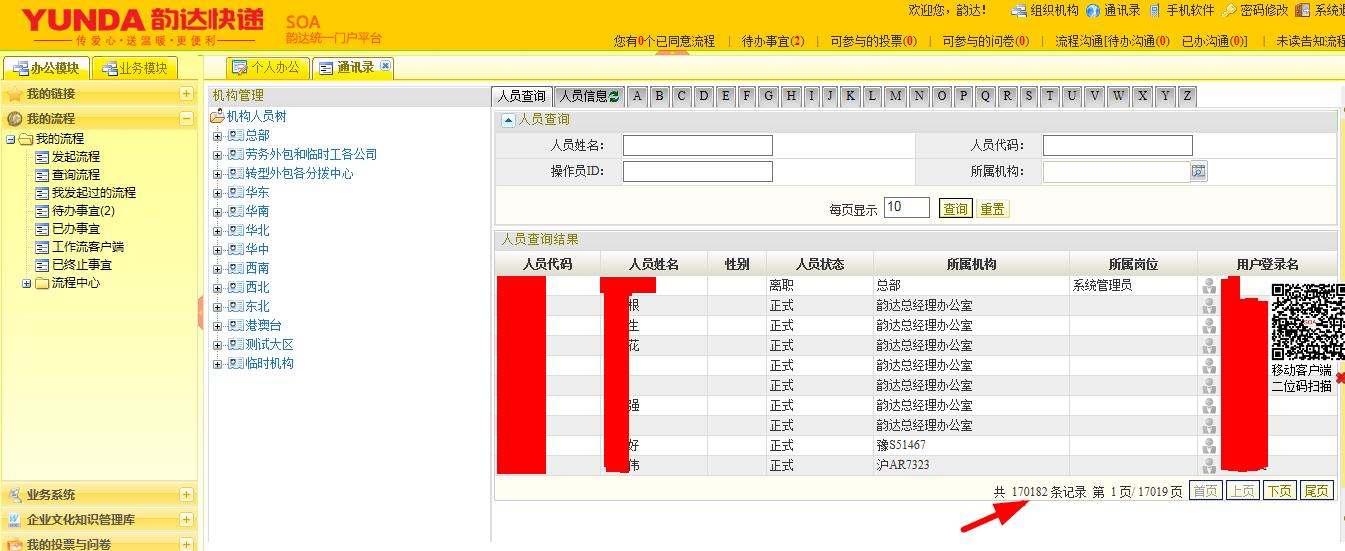 YUNDA 韵达快递
传爱心·送温暖·更便利
SOA
韵达统一门户平台
欢迎您，韵达！ 组织机构 通讯录 手机软件 密码修改 系统
您有0个已同意流程 | 待办事宜(2) | 可参与的投票(0) | 可参与的问卷(0) | 流程沟通[待办沟通(0) 已办沟通(0)] | 未读告知流程
办公模块 业务模块
个人办公 通讯录
我的链接
我的流程
我的流程
发起流程
查询流程
我发起过的流程
待办事宜(2)
已办事宜
工作流客户端
已终止事宜
流程中心
业务系统
企业文化知识管理库
我的投票与问卷
机构管理
机构人员树
总部
劳务外包和临时工各公司
转型外包各分拨中心
华东
华南
华北
华中
西南
西北
东北
港澳台
测试大区
临时机构
人员查询 人员信息 A B C D E F G H I J K L M N O P Q R S T U V W X Y Z
人员查询
人员姓名： 人员代码：
操作员ID： 所属机构：
每页显示 10 查询 重置
人员查询结果
人员代码 人员姓名 性别 人员状态 所属机构 所属岗位 用户登录名
离职 总部 系统管理员
根 正式 韵达总经理办公室
生 正式 韵达总经理办公室
花 正式 韵达总经理办公室
正式 韵达总经理办公室
正式 韵达总经理办公室
强 正式 韵达总经理办公室
正式 韵达总经理办公室
好 正式 豫S51467
伟 正式 沪AR7323
SOA
移动客户端
二位码扫描
共 170182 条记录 第 1 页/ 17019 页 首页 上页 下页 尾页